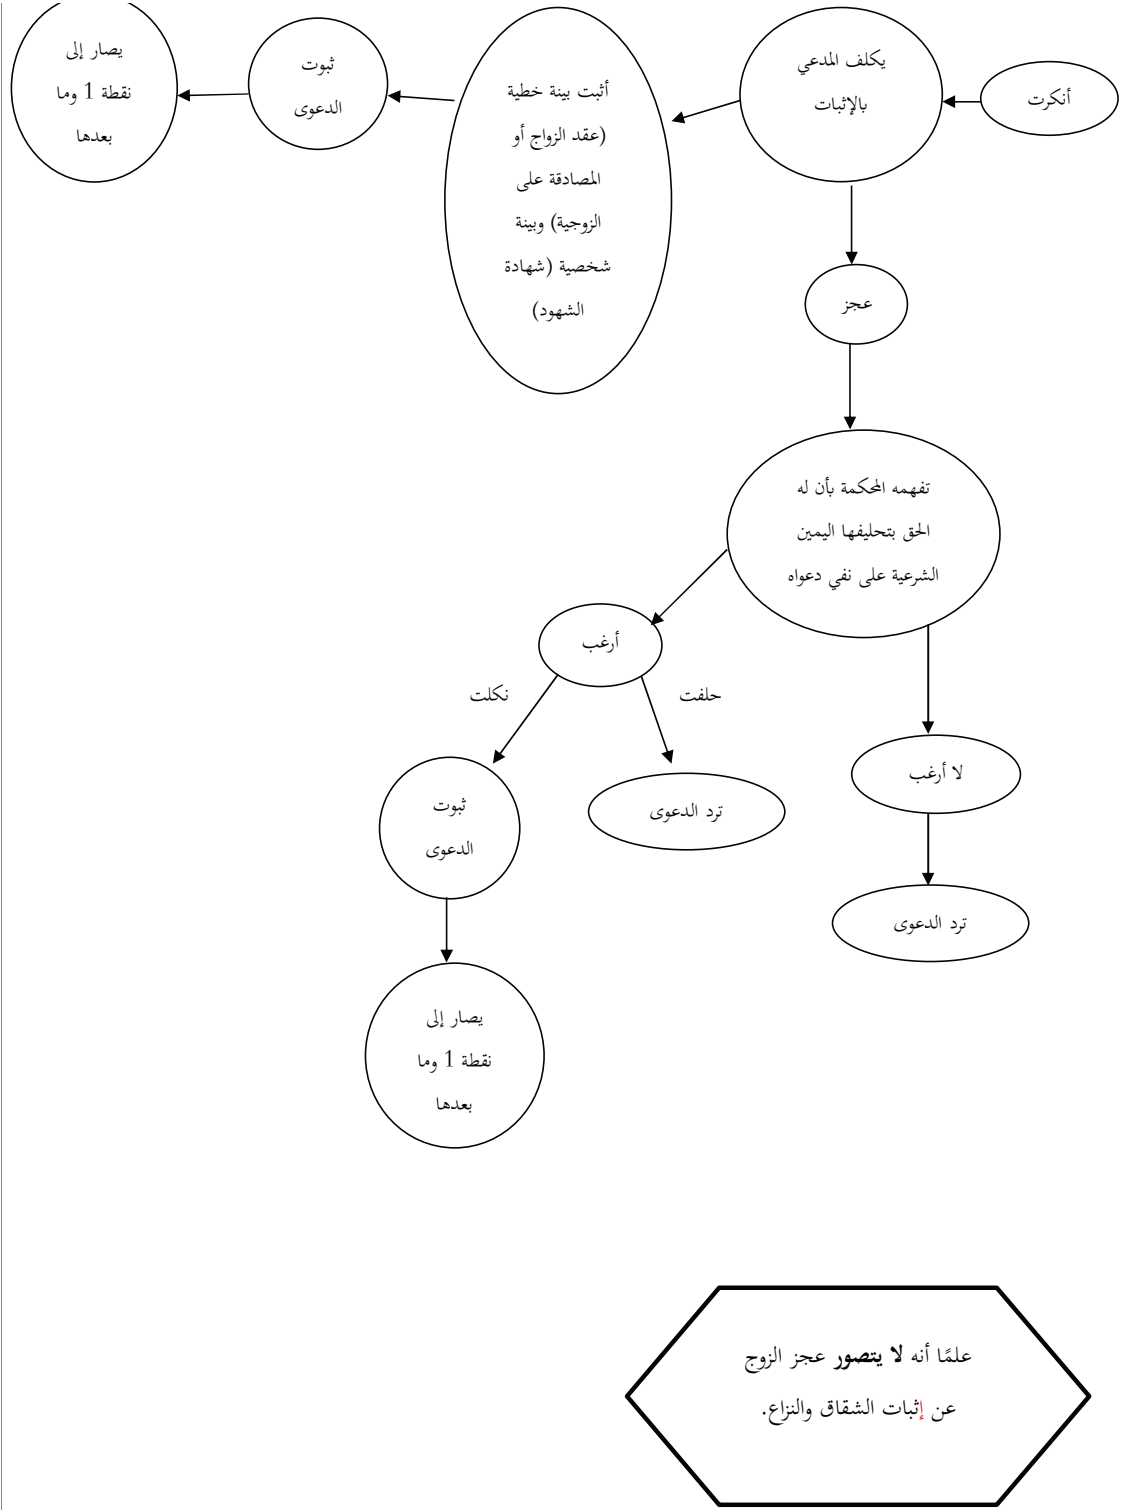 أنكرت
يكلف المدعي
بالإثبات
أثبت بينة خطية
(عقد الزواج أو
المصادقة على
الزوجية) وبينة
شخصية (شهادة
الشهود)
ثبوت
الدعوى
يصار إلى
نقطة 1 وما
بعدها
عجز
تفهمه المحكمة بأن له
الحق بتحليفها اليمين
الشرعية على نفي دعواه
أرغب
حلفت
نكلت
لا أرغب
ترد الدعوى
ثبوت
الدعوى
ترد الدعوى
يصار إلى
نقطة 1 وما
بعدها
علمًا أنه لا يتصور عجز الزوج
عن إثبات الشقاق والنزاع.